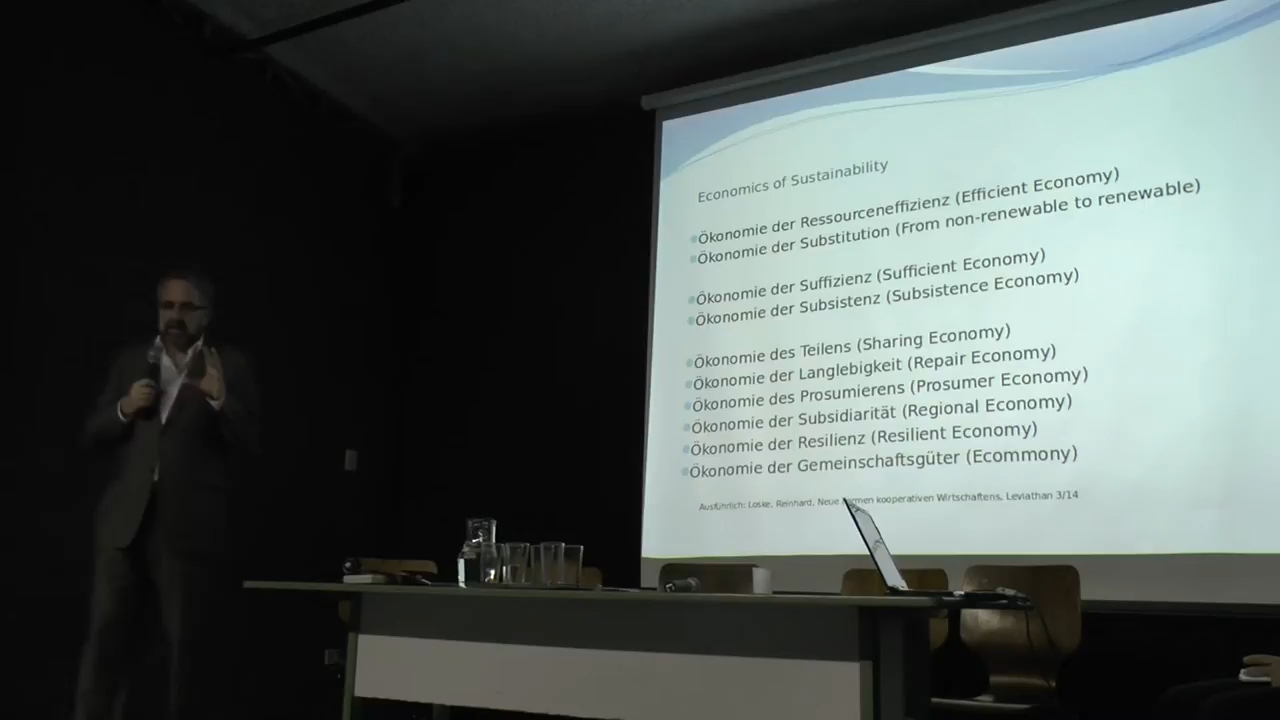 Economics of Sustainability
Ökonomie der Ressourceneffizienz (Efficient Economy)
Ökonomie der Substitution (From non-renewable to renewable)
Ökonomie der Suffizienz (Sufficient Economy)
Ökonomie der Subsistenz (Subsistence Economy)
Ökonomie des Teilens (Sharing Economy)
Ökonomie der Langlebigkeit (Repair Economy)
Ökonomie des Prosumierens (Prosumer Economy)
Ökonomie der Subsidiarität (Regional Economy)
Ökonomie der Resilienz (Resilient Economy)
Ökonomie der Gemeinschaftsgüter (Ecommony)
Ausführlich: Loske, Reinhard, Neue Formen kooperativen Wirtschaftens, Leviathan 3/14